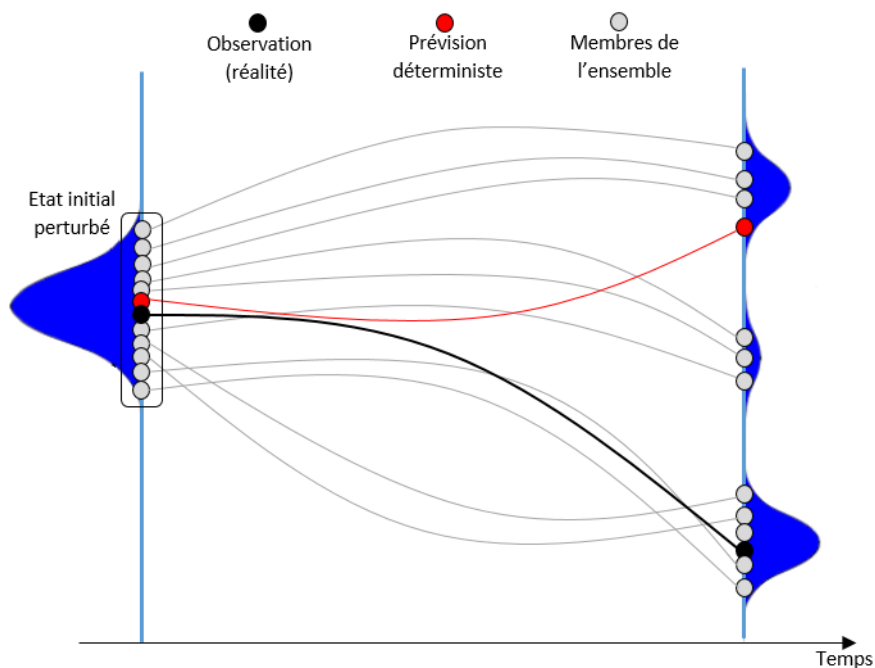 Observation
(réalité)
Prévision
déterministe
Membres de
l'ensemble
Etat initial
perturbé
Temps